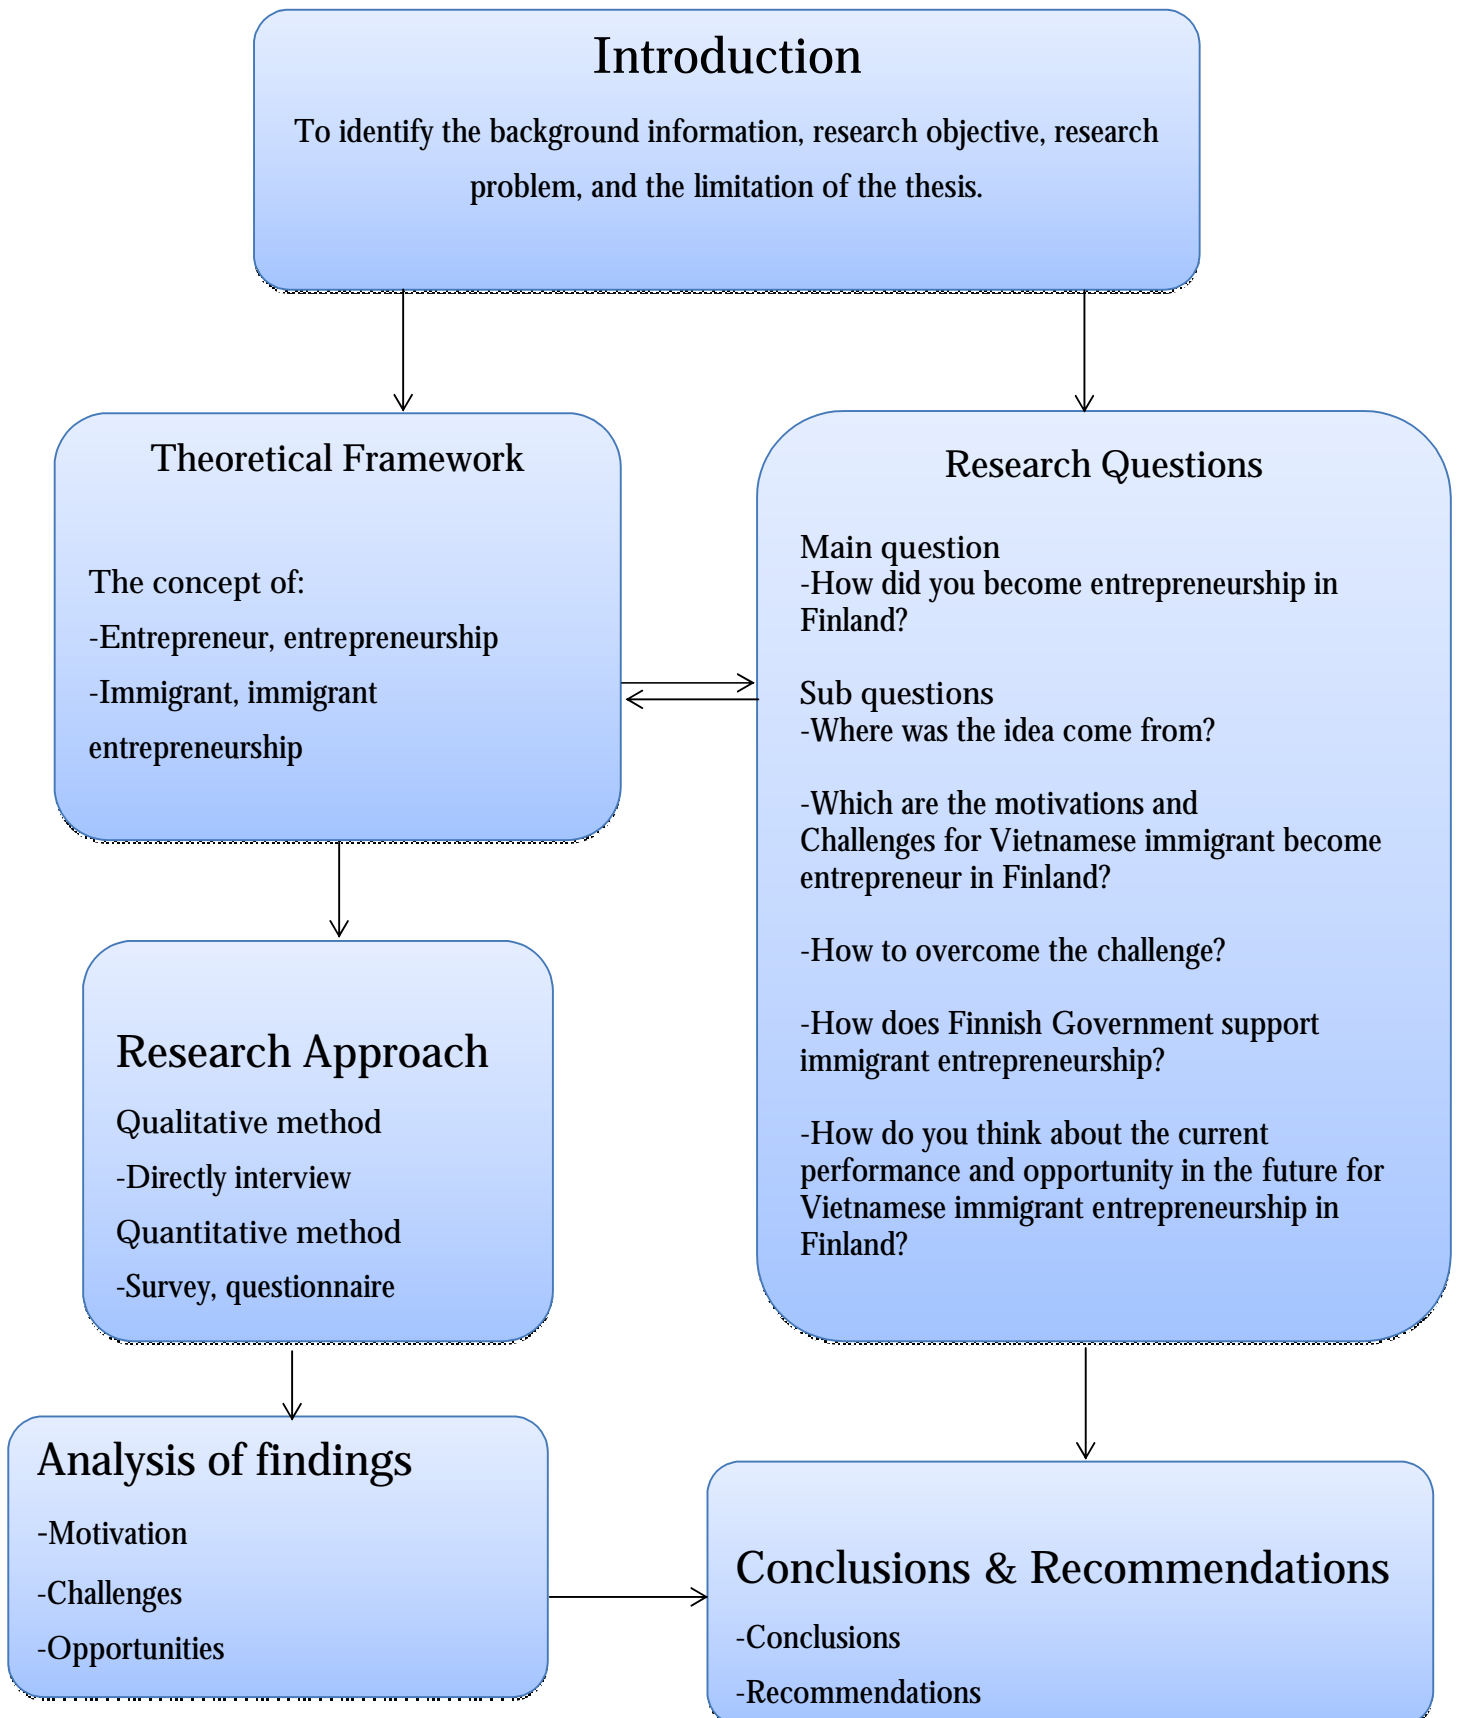 Introduction
To identify the background information, research objective, research
problem, and the limitation of the thesis.
Theoretical Framework
The concept of:
-Entrepreneur, entrepreneurship
-Immigrant, immigrant
entrepreneurship
Research Questions
Main question
-How did you become entrepreneurship in
Finland?
Sub questions
-Where was the idea come from?
-Which are the motivations and
Challenges for Vietnamese immigrant become
entrepreneur in Finland?
-How to overcome the challenge?
-How does Finnish Government support
immigrant entrepreneurship?
-How do you think about the current
performance and opportunity in the future for
Vietnamese immigrant entrepreneurship in
Finland?
Research Approach
Qualitative method
-Directly interview
Quantitative method
-Survey, questionnaire
Analysis of findings
-Motivation
-Challenges
-Opportunities
Conclusions & Recommendations
-Conclusions
-Recommendations